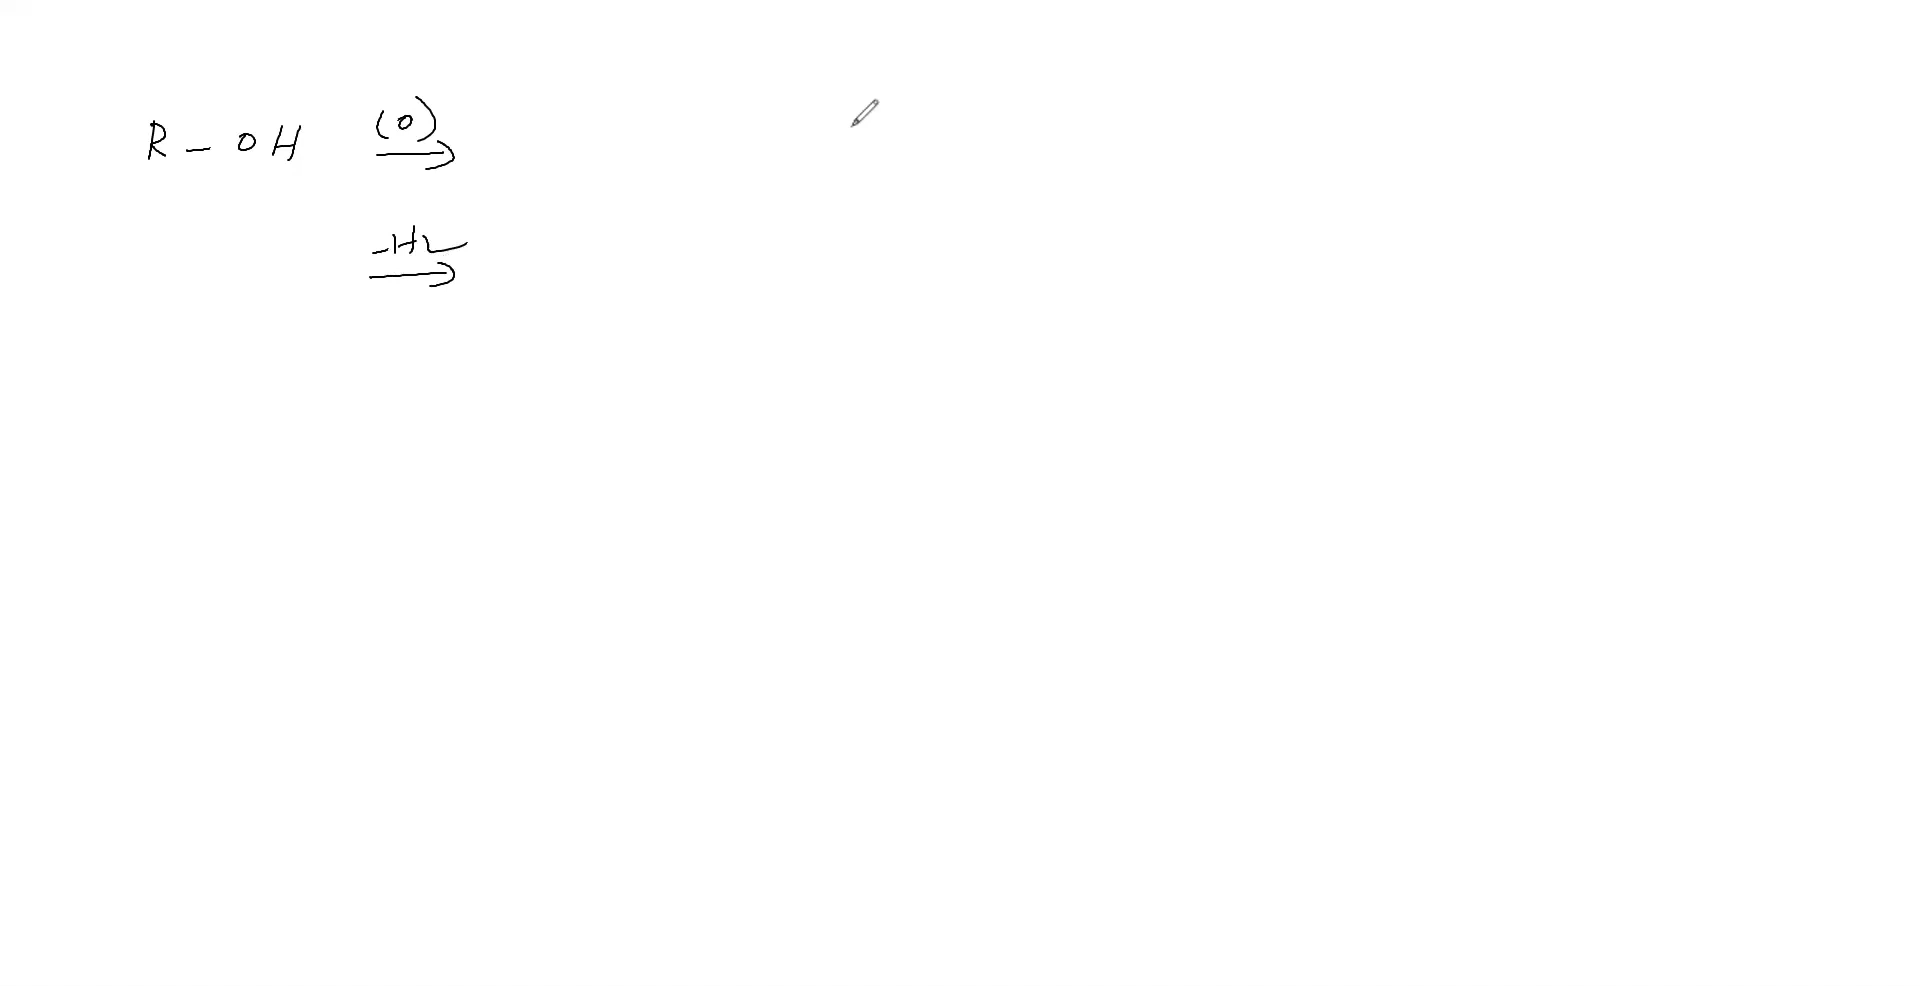 R - OH (O) →
-H2 →